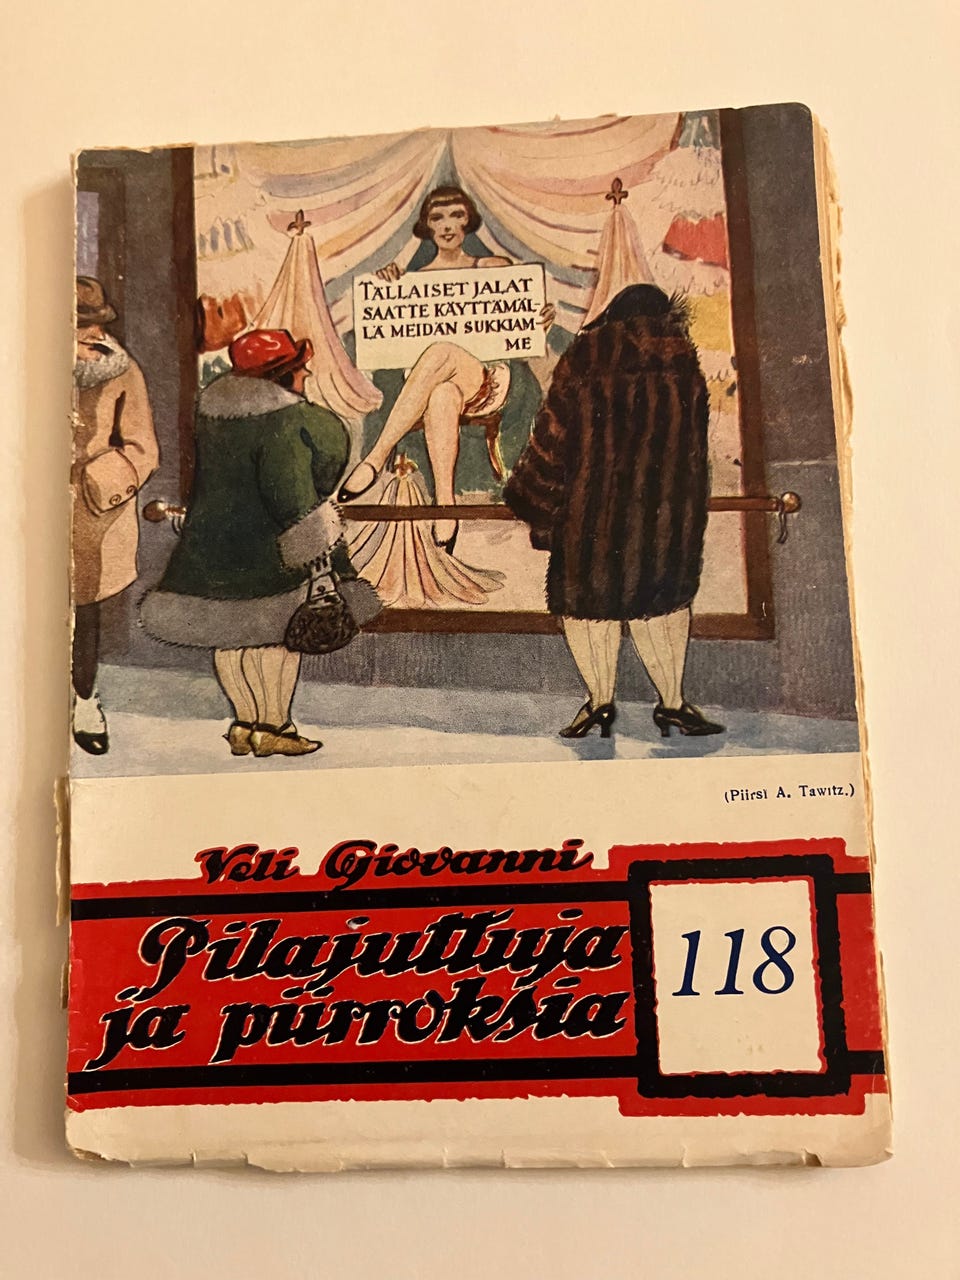 TÄLLAISET JALAT
SAATTE KÄYTTÄMÄL-
LÄ MEIDÄN SUKKIAM-
ME
(Piirsi A. Tawitz.)
Veli Giovanni
Pilajuttuja
ja piirroksia
118